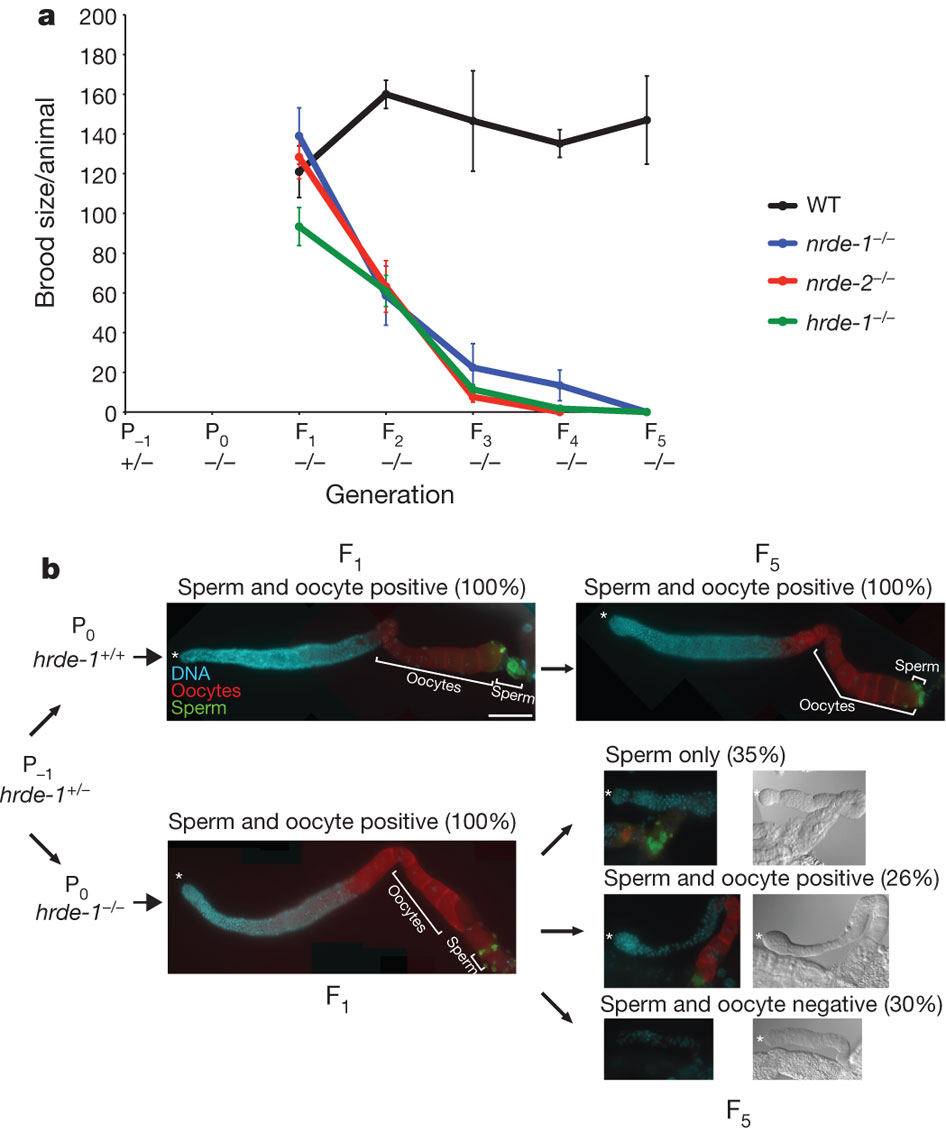 a
200
180
160
140
120
100
80
60
40
20
0
Brood size/animal
P–1 P0 F1 F2 F3 F4 F5
+/– –/– –/– –/– –/– –/– –/–
Generation
WT
nrde-1–/–
nrde-2–/–
hrde-1–/–
b
F1
Sperm and oocyte positive (100%)
P0
hrde-1+/+
*
DNA
Oocytes
Sperm
Oocytes
Sperm
F5
Sperm and oocyte positive (100%)
*
Sperm
Oocytes
P–1
hrde-1+/–
P0
hrde-1–/–
Sperm and oocyte positive (100%)
*
Oocytes
Sperm
F1
Sperm only (35%)
* *
Sperm and oocyte positive (26%)
* *
Sperm and oocyte negative (30%)
*
F5